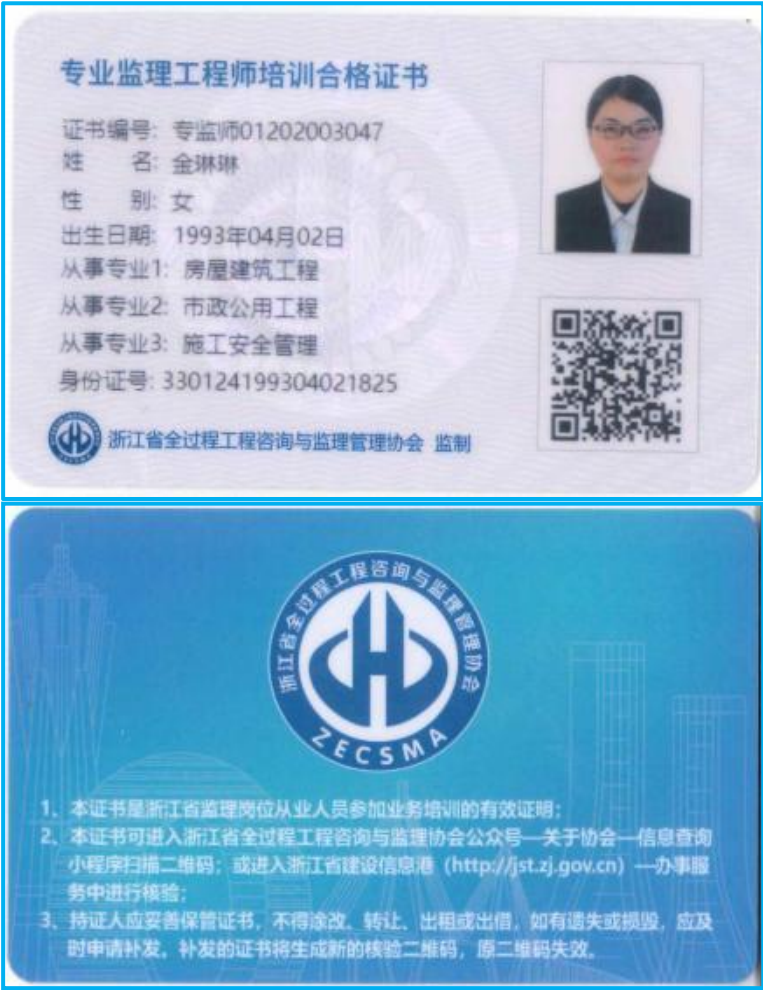 专业监理工程师培训合格证书
证书编号: 专监师01202003047
姓 名: 金琳琳
性 别: 女
出生日期: 1993年04月02日
从事专业1: 房屋建筑工程
从事专业2: 市政公用工程
从事专业3: 施工安全管理
身份证号: 330124199304021825
浙江省全过程工程咨询与监理管理协会 监制
浙江省全过程工程咨询与监理管理协会
ZECSMA
1、本证书是浙江省监理岗位从业人员参加业务培训的有效证明;
2、本证书可进入浙江省全过程工程咨询与监理协会公众号—关于协会—信息查询
小程序扫描二维码; 或进入浙江省建设信息港 (http://jst.zj.gov.cn) —办事服
务中进行核验;
3、持证人应妥善保管证书, 不得涂改、转让、出租或出借, 如有遗失或损毁, 应及
时申请补发。补发的证书将生成新的核验二维码, 原二维码失效。